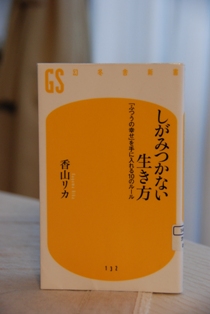 GS
幻冬舎新書
しがみつかない
生き方
「ふつうの幸せ」を手に入れる10のルール
香山リカ
132